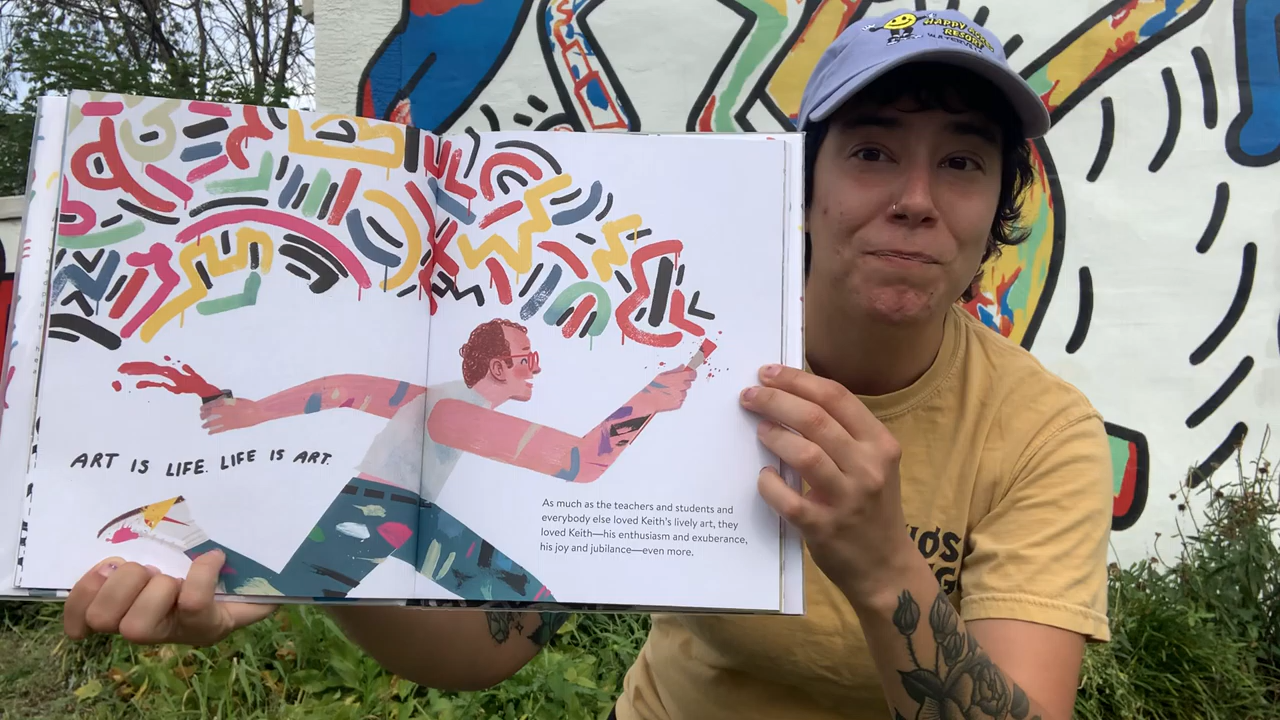 HAPPY
RESORT
ART IS LIFE. LIFE IS ART.
As much as the teachers and students and
everybody else loved Keith's lively art, they
loved Keith—his enthusiasm and exuberance,
his joy and jubilance—even more.